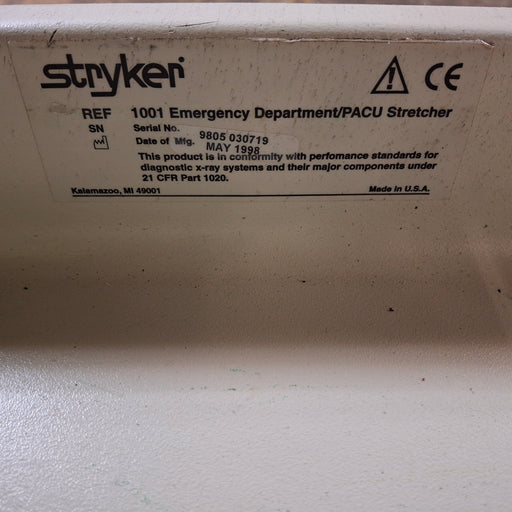 stryker CE
REF 1001 Emergency Department/PACU Stretcher
SN Serial No. 9805 030719
Date of Mfg. MAY 1998
This product is in conformity with perfomance standards for
diagnostic x-ray systems and their major components under
21 CFR Part 1020.
Kalamazoo, MI 49001 Made in U.S.A.